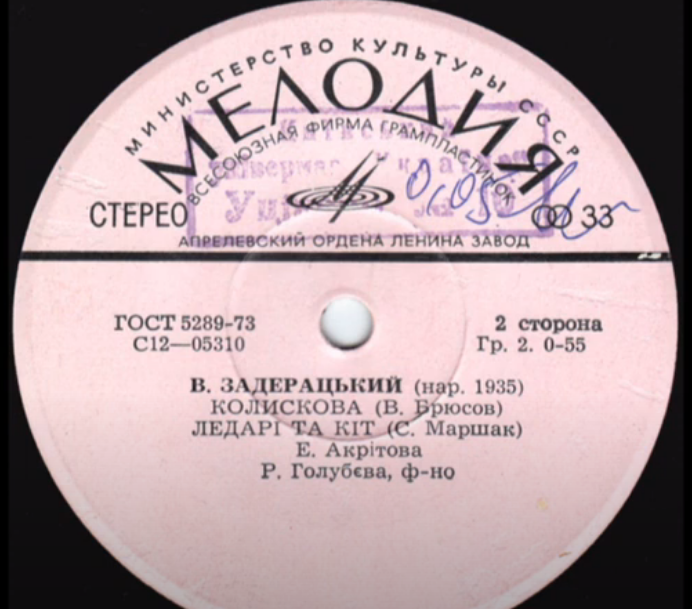 МИНИСТЕРСТВО КУЛЬТУРЫ СССР
МЕЛОДИЯ
ВСЕСОЮЗНАЯ ФИРМА ГРАМПЛАСТИНОК
СТЕРЕО
33
АПРЕЛЕВСКИЙ ОРДЕНА ЛЕНИНА ЗАВОД
ГОСТ 5289-73
2 сторона
С12—05310
Гр. 2. 0-55
В. ЗАДЕРАЦЬКИЙ (нар. 1935)
КОЛИСКОВА (В. Брюсов)
ЛЕДАРІ ТА КІТ (С. Маршак)
Е. Акрітова
Р. Голубєва, ф-но